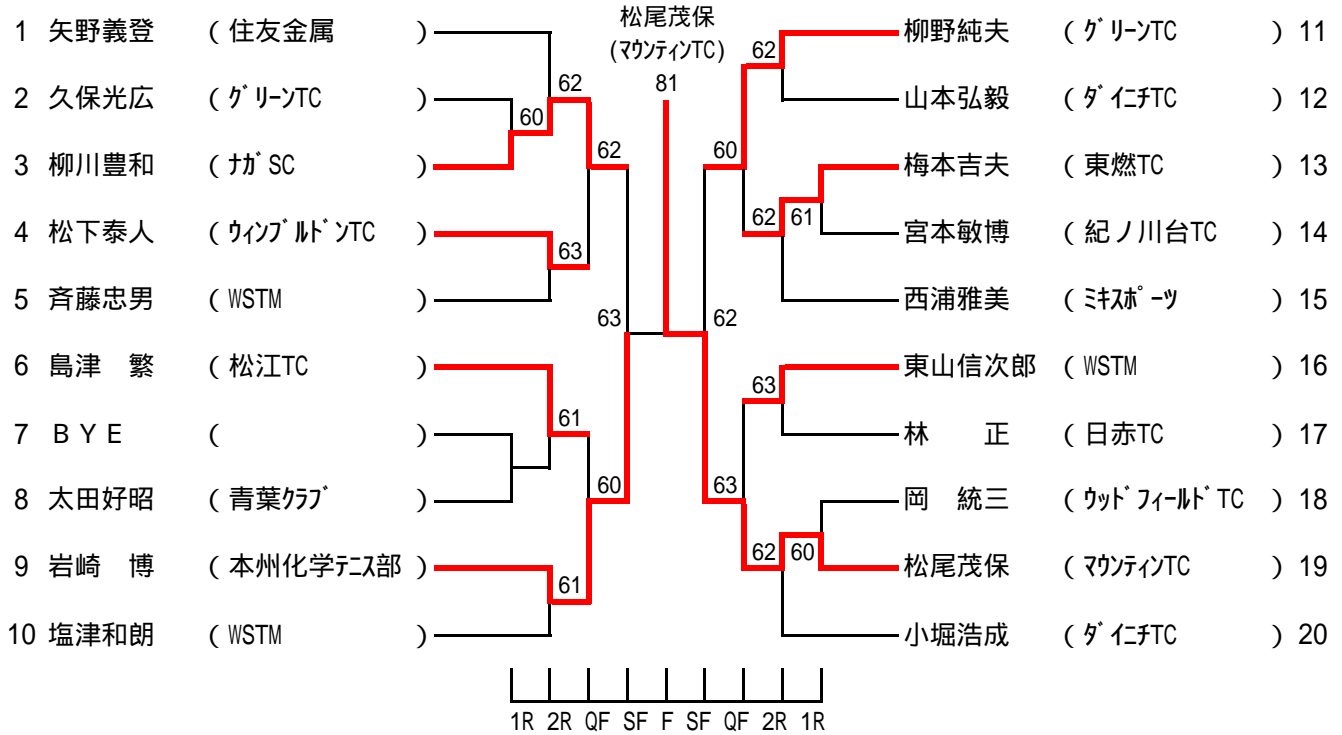 松尾茂保
(マウンティンTC)
81
1 矢野義登 ( 住友金属 )
2 久保光広 ( グリーンTC )
3 柳川豊和 ( ナガSC )
4 松下泰人 ( ウィンブルドンTC )
5 斉藤忠男 ( WSTM )
6 島津 繁 ( 松江TC )
7 BYE ( )
8 太田好昭 ( 青葉クラブ )
9 岩崎 博 ( 本州化学テニス部 )
10 塩津和朗 ( WSTM )
60
62
62
63
63
61
60
61
柳野純夫 ( グリーンTC ) 11
山本弘毅 ( ダイニチTC ) 12
梅本吉夫 ( 東燃TC ) 13
宮本敏博 ( 紀ノ川台TC ) 14
西浦雅美 ( ミキスポーツ ) 15
東山信次郎 ( WSTM ) 16
林 正 ( 日赤TC ) 17
岡 統三 ( ウッドフィールドTC ) 18
松尾茂保 ( マウンティンTC ) 19
小堀浩成 ( ダイニチTC ) 20
62
60
62 61
62
63
63
62 60
1R 2R QF SF F SF QF 2R 1R